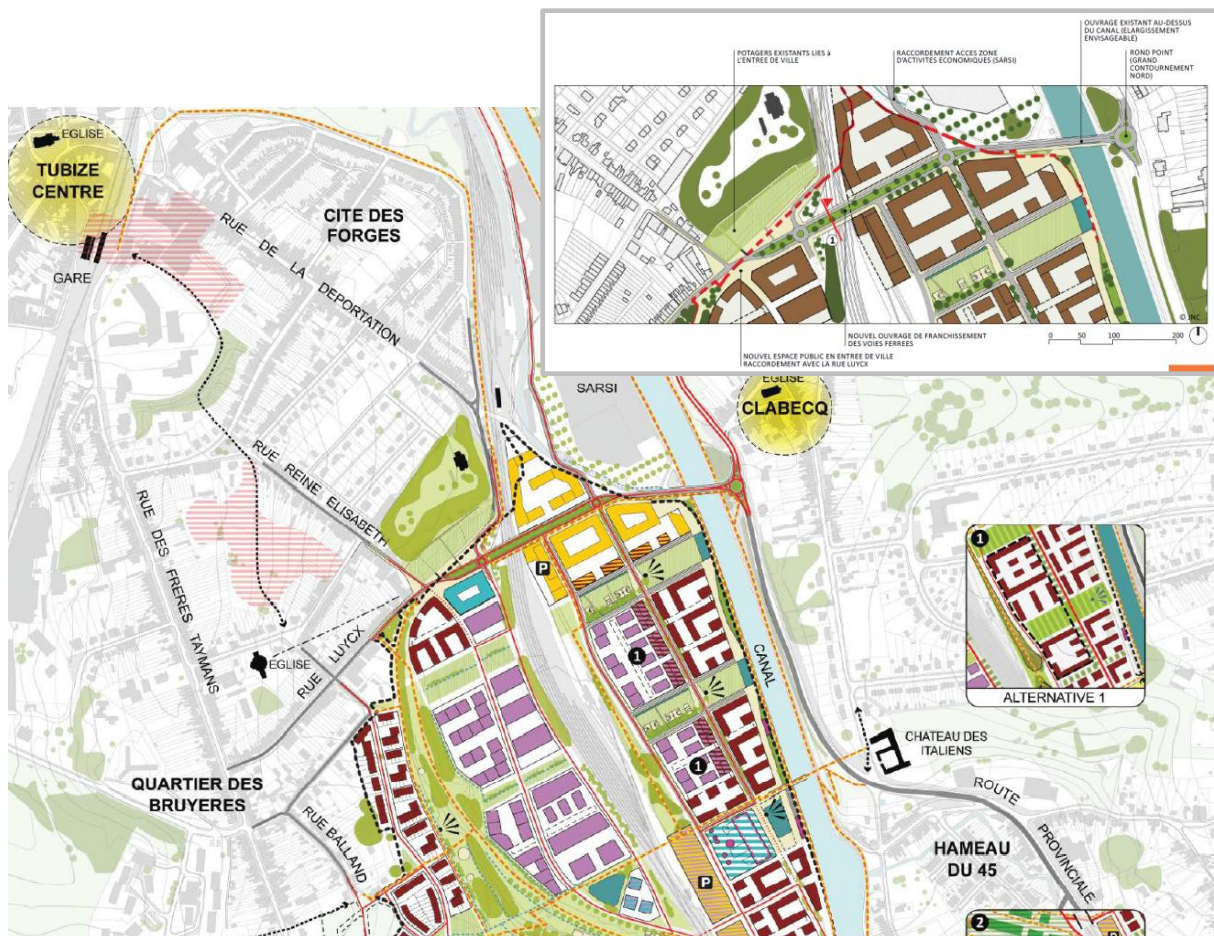 POTAGERS EXISTANTS LIES à
L'ENTREE DE VILLE
RACCORDEMENT ACCES ZONE
D'ACTIVITES ECONOMIQUES (SARSI)
OUVRAGE EXISTANT AU-DESSUS
DU CANAL (ELARGISSEMENT
ENVISAGEABLE)
ROND POINT
(GRAND
CONTOURNEMENT
NORD)
1
© JNC
NOUVEL OUVRAGE DE FRANCHISSEMENT
DES VOIES FERREES
0 50 100 200
NOUVEL ESPACE PUBLIC EN ENTREE DE VILLE
RACCORDEMENT AVEC LA RUE LUYCX
EGLISE
TUBIZE
CENTRE
GARE
CITE DES
FORGES
RUE DE LA DEPORTATION
SARSI
EGLISE
CLABECQ
RUE REINE ELISABETH
RUE DES FRERES TAYMANS
P
EGLISE
RUE LUYCX
1
CANAL
1
ALTERNATIVE 1
CHATEAU DES
ITALIENS
QUARTIER DES
BRUYERES
1
RUE BALLAND
ROUTE PROVINCIALE
HAMEAU
DU 45
P
2
P